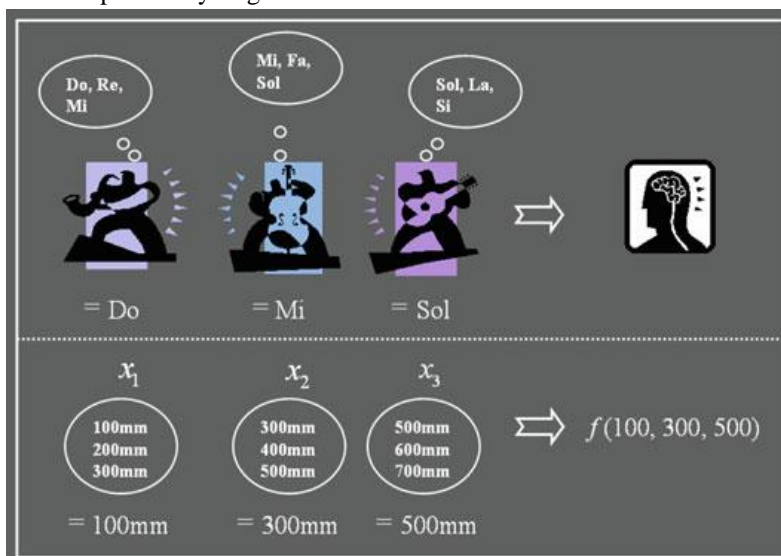 Do, Re,
Mi
Mi, Fa,
Sol
Sol, La,
Si
= Do
= Mi
= Sol
x₁
x₂
x₃
100mm
200mm
300mm
300mm
400mm
500mm
500mm
600mm
700mm
f(100, 300, 500)
= 100mm
= 300mm
= 500mm